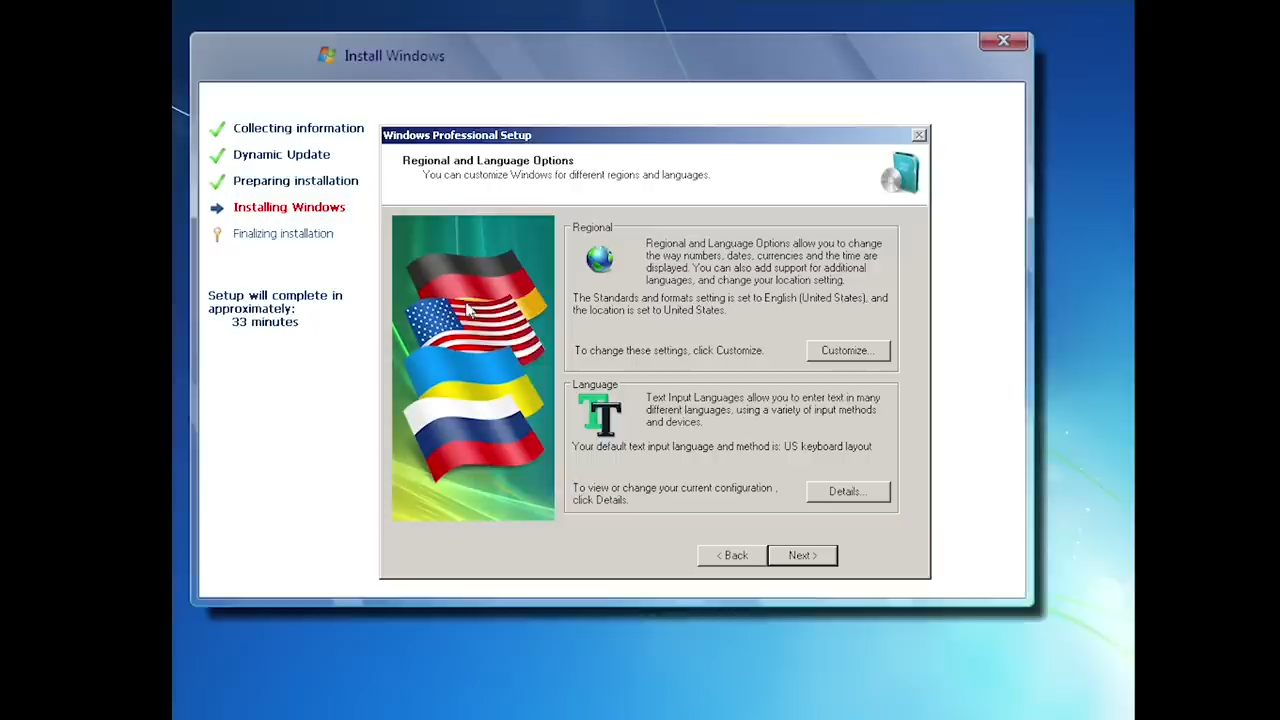 Install Windows
Collecting information
Dynamic Update
Preparing installation
Installing Windows
Finalizing installation
Setup will complete in
approximately:
33 minutes
Windows Professional Setup
Regional and Language Options
You can customize Windows for different regions and languages.
Regional
Regional and Language Options allow you to change
the way numbers, dates, currencies and the time are
displayed. You can also add support for additional
languages, and change your location setting.
The Standards and formats setting is set to English (United States), and
the location is set to United States.
To change these settings, click Customize.
Customize...
Language
Text Input Languages allow you to enter text in many
different languages, using a variety of input methods
and devices.
Your default text input language and method is: US keyboard layout
To view or change your current configuration ,
click Details.
Details...
< Back
Next >